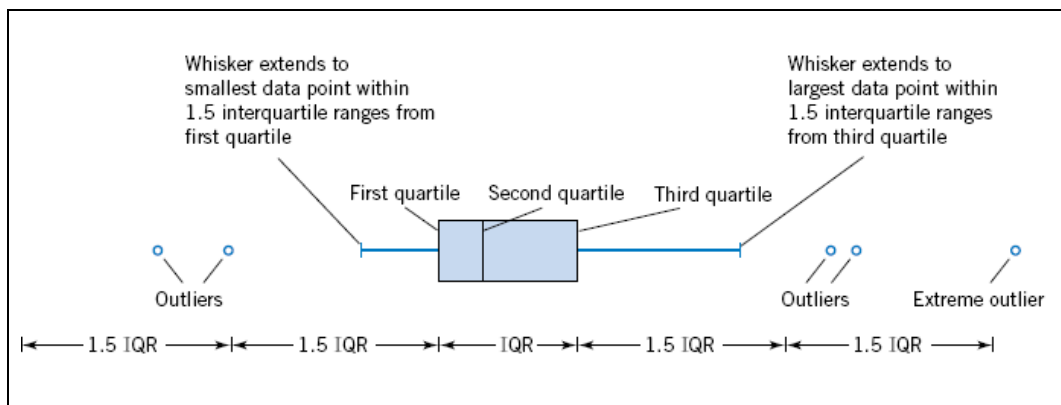 Whisker extends to
smallest data point within
1.5 interquartile ranges from
first quartile
Whisker extends to
largest data point within
1.5 interquartile ranges
from third quartile
First quartile
Second quartile
Third quartile
Outliers
Outliers
Extreme outlier
1.5 IQR
1.5 IQR
IQR
1.5 IQR
1.5 IQR